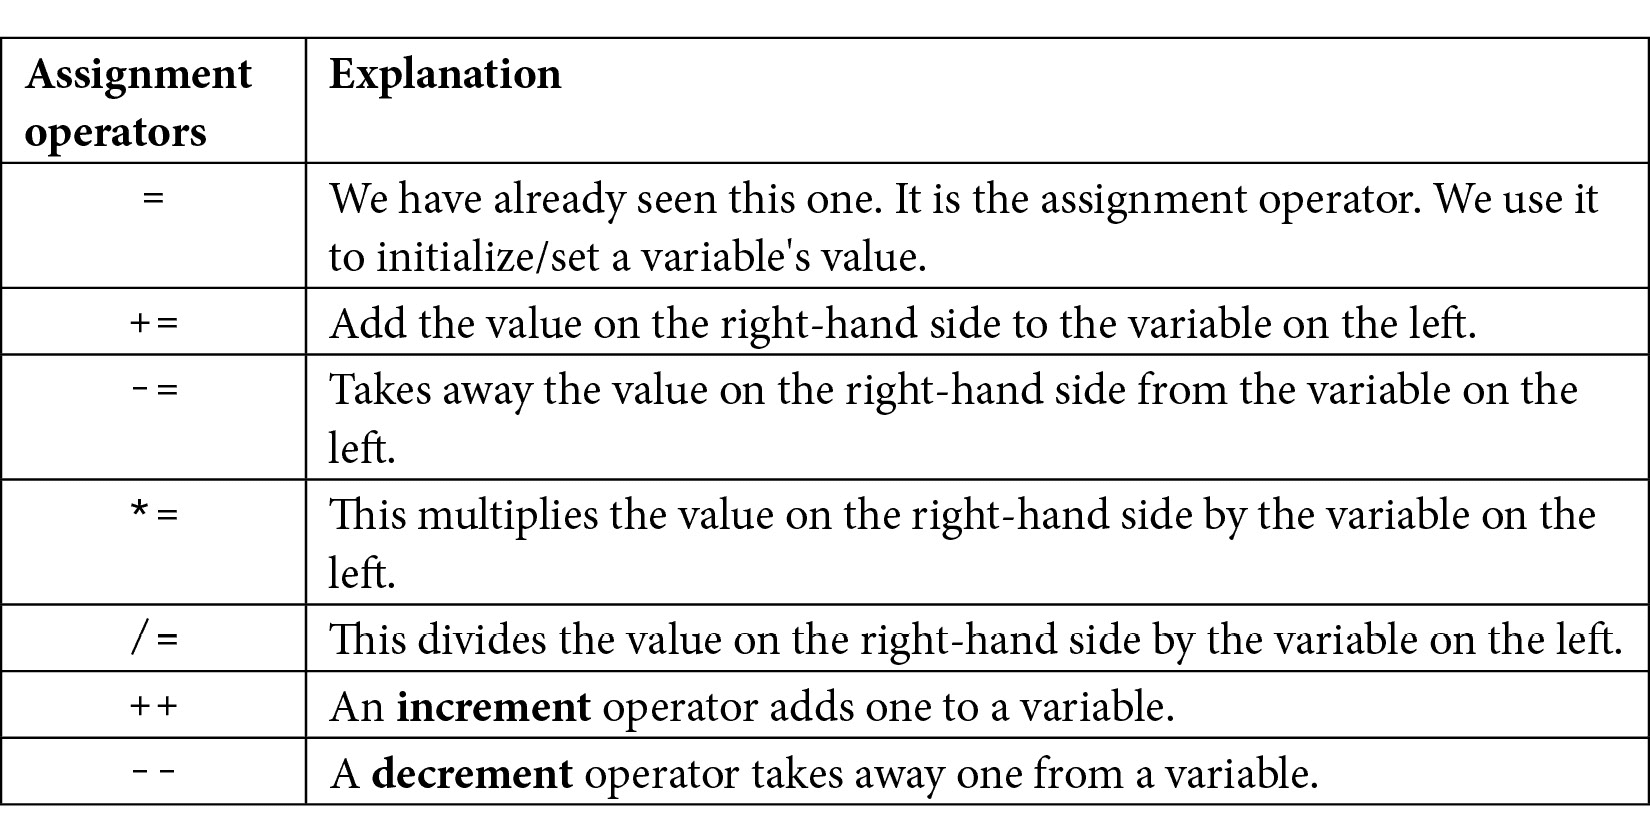 Assignment operators
Explanation
=
We have already seen this one. It is the assignment operator. We use it
to initialize/set a variable's value.
+=
Add the value on the right-hand side to the variable on the left.
-=
Takes away the value on the right-hand side from the variable on the
left.
*=
This multiplies the value on the right-hand side by the variable on the
left.
/=
This divides the value on the right-hand side by the variable on the left.
++
An increment operator adds one to a variable.
--
A decrement operator takes away one from a variable.